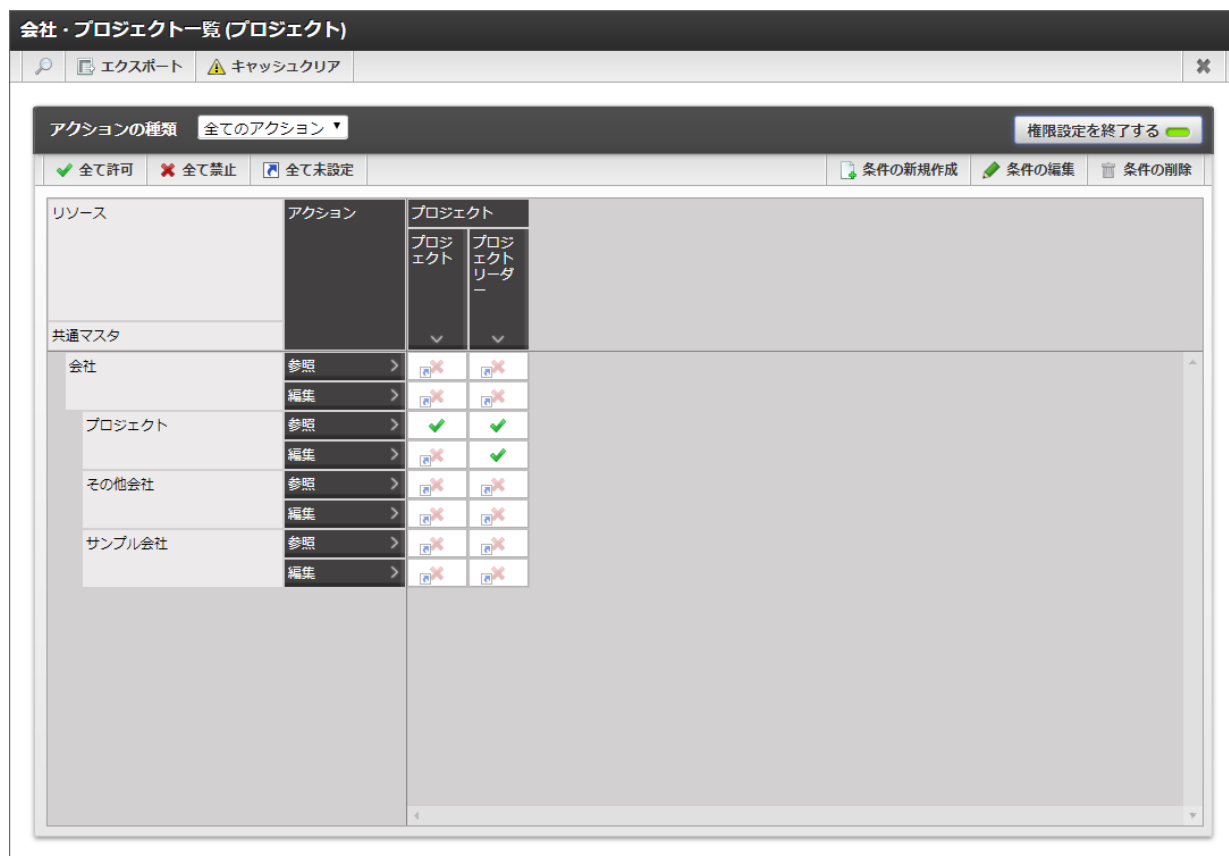 会社・プロジェクト一覧 (プロジェクト)
エクスポート キャッシュクリア
アクションの種類 全てのアクション 権限設定を終了する
全て許可 全て禁止 全て未設定 条件の新規作成 条件の編集 条件の削除
リソース アクション プロジェクト
プロジ プロジ
ェクト ェクト
リーダ
ー
共通マスタ
会社 参照
編集
プロジェクト 参照
編集
その他会社 参照
編集
サンプル会社 参照
編集